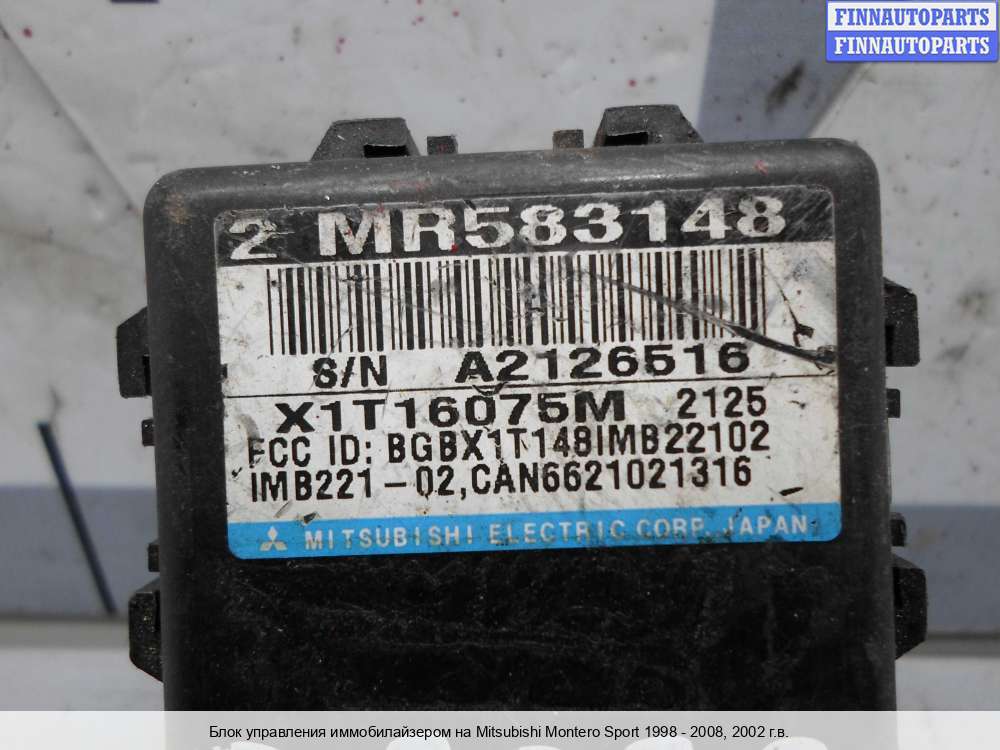 FINNAUTOPARTS
FINNAUTOPARTS
2 MR583148
S/N A2126516
X1T16075M 2125
FCC ID: BGBX1T148IMB22102
IMB221-02,CAN6621021316
MITSUBISHI ELECTRIC CORP. JAPAN
Блок управления иммобилайзером на Mitsubishi Montero Sport 1998 - 2008, 2002 г.в.